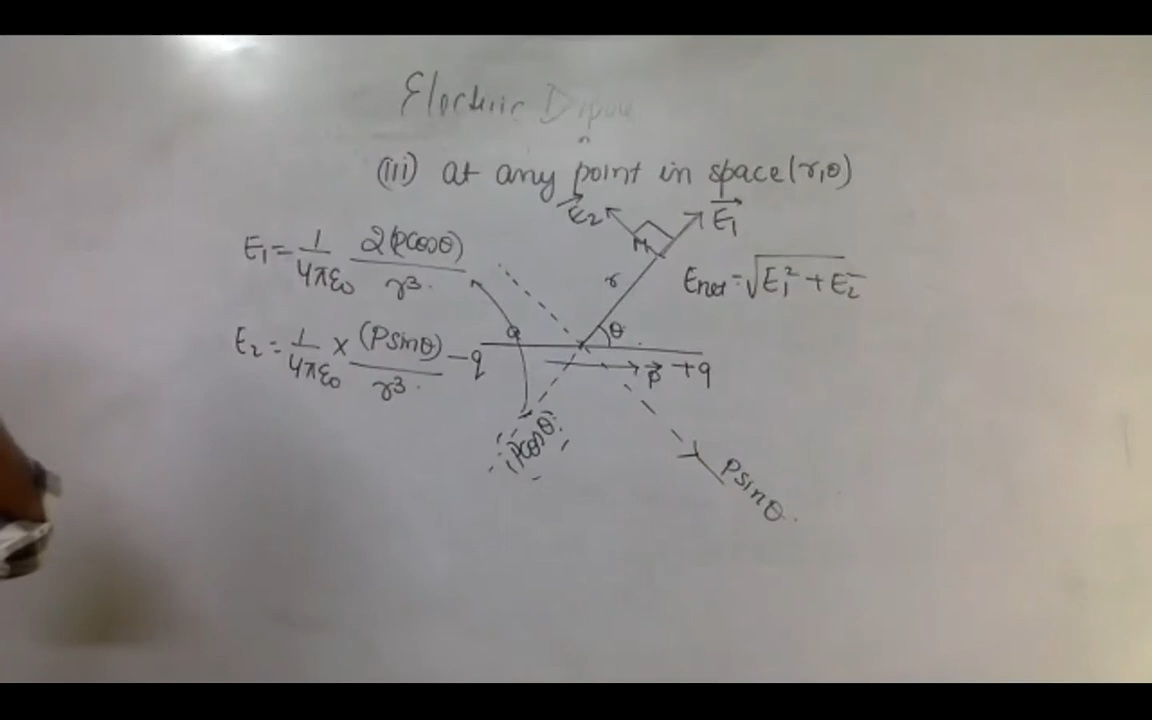 Electric Dipole
(iii) at any point in space (r,θ)
E₂
E₁
M
E₁ = 1/4πε₀ 2(Pcosθ)/r³
r
Enet = √E₁² + E₂²
θ
E₂ = 1/4πε₀ × (Psinθ)/r³
-q
P
+q
Pcosθ
Psinθ